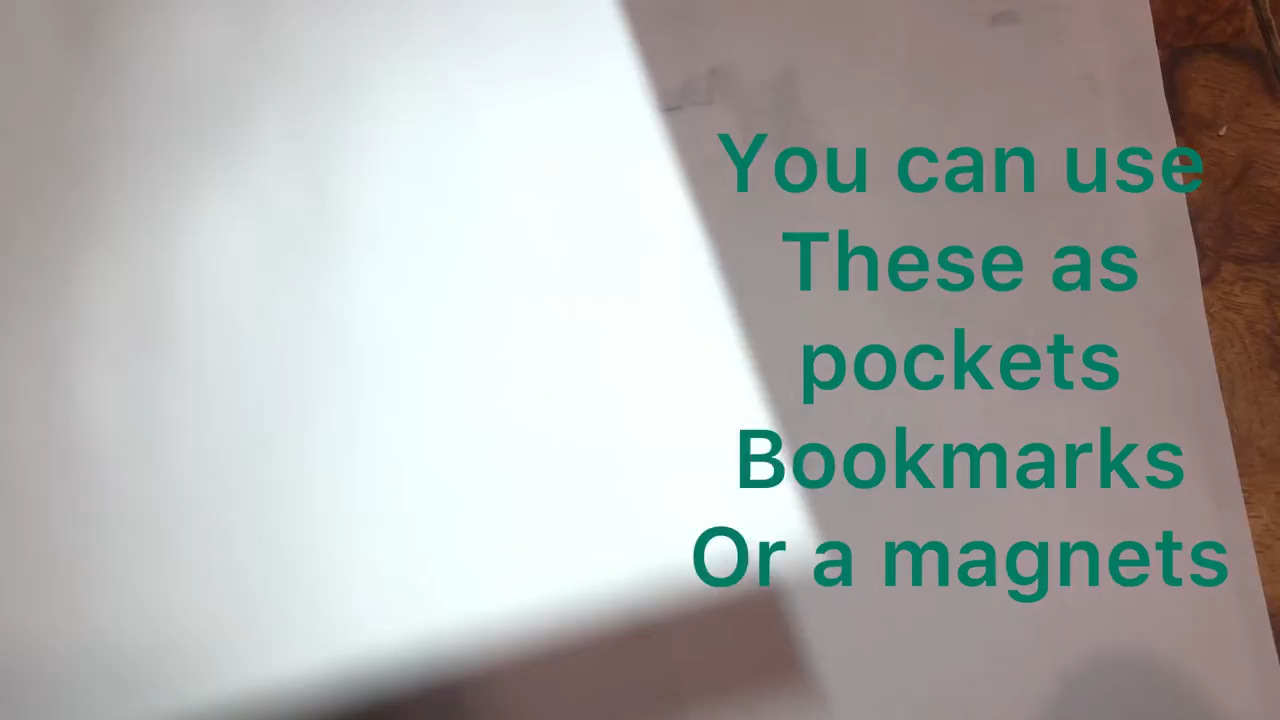 You can use
These as
pockets
Bookmarks
Or a magnets